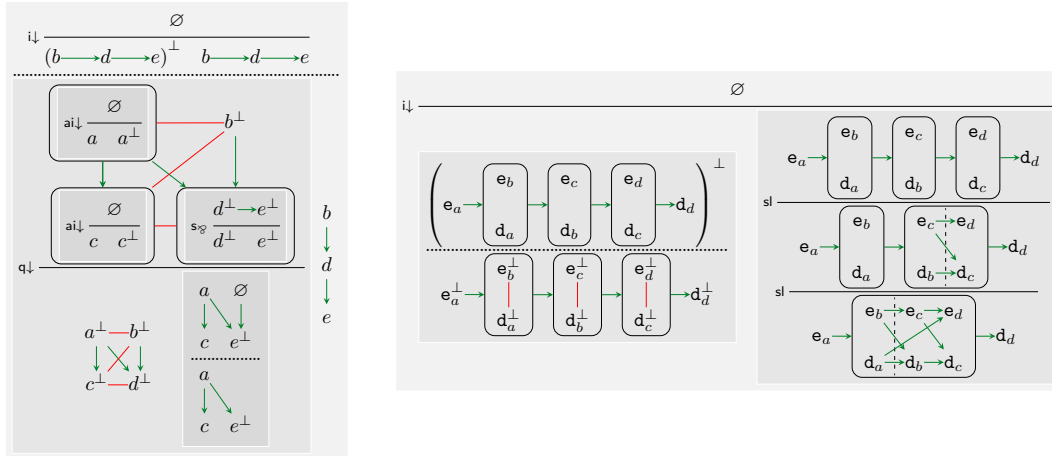 ∅
i↓
(b→d→e)⊥ b→d→e
∅
ai↓
a a⊥
b⊥
∅
ai↓
c c⊥
d⊥→e⊥
s⅋
d⊥ e⊥
q↓
b
d
e
a ∅
c e⊥
a⊥ b⊥
c⊥ d⊥
a
c e⊥
∅
i↓
e_b e_c e_d
( e_a → → → → d_d )⊥
d_a d_b d_c
e_b⊥ e_c⊥ e_d⊥
e_a⊥ → → → → d_d⊥
d_a⊥ d_b⊥ d_c⊥
e_b e_c e_d
e_a → → → → d_d
d_a d_b d_c
sl
e_b e_c→e_d
e_a → → → d_d
d_a d_b→d_c
sl
e_b→e_c→e_d
e_a → → d_d
d_a→d_b→d_c